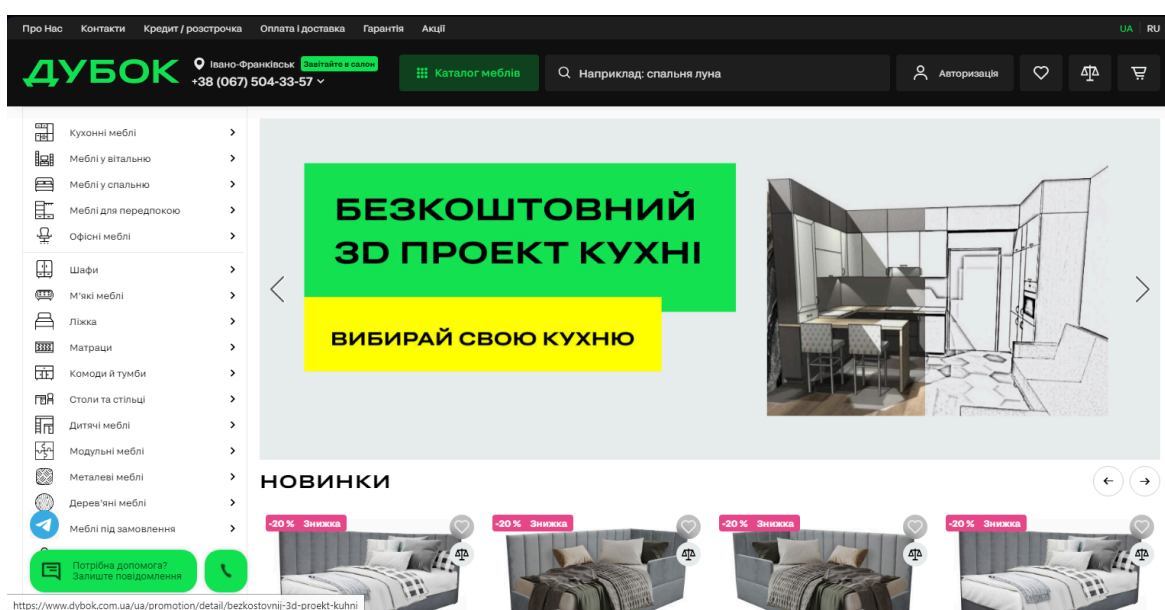 Про Нас Контакти Кредит / розстрочка Оплата і доставка Гарантія Акції UA RU
ДУБОК
Івано-Франківськ Завітайте в салон
+38 (067) 504-33-57
Каталог меблів
Наприклад: спальня луна
Авторизація
Кухонні меблі
Меблі у вітальню
Меблі у спальню
Меблі для передпокою
Офісні меблі
Шафи
М'які меблі
Ліжка
Матраци
Комоди й тумби
Столи та стільці
Дитячі меблі
Модульні меблі
Металеві меблі
Дерев'яні меблі
Меблі під замовлення
БЕЗКОШТОВНИЙ
3D ПРОЕКТ КУХНІ
ВИБИРАЙ СВОЮ КУХНЮ
НОВИНКИ
-20 % Знижка
-20 % Знижка
-20 % Знижка
-20 % Знижка
Потрібна допомога?
Залиште повідомлення
https://www.dybok.com.ua/ua/promotion/detail/bezkostovnij-3d-proekt-kuhni